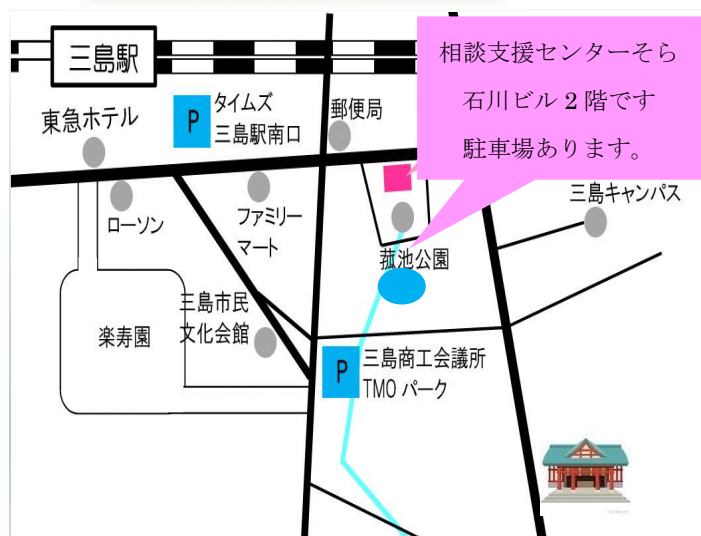 三島駅
相談支援センターそら
石川ビル2階です
駐車場あります。
東急ホテル
P
タイムズ
三島駅南口
郵便局
ローソン
ファミリー
マート
三島キャンパス
菰池公園
三島市民
文化会館
楽寿園
P
三島商工会議所
TMOパーク